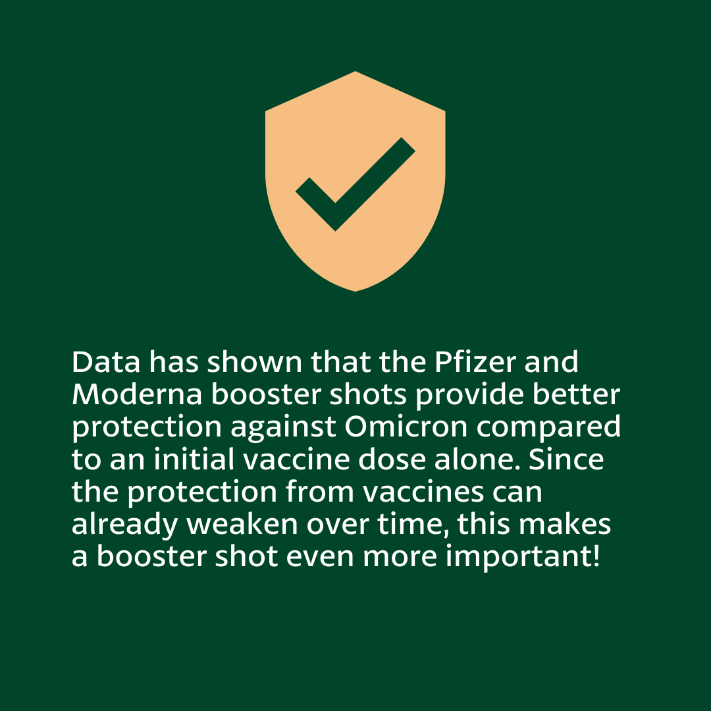 Data has shown that the Pfizer and
Moderna booster shots provide better
protection against Omicron compared
to an initial vaccine dose alone. Since
the protection from vaccines can
already weaken over time, this makes
a booster shot even more important!